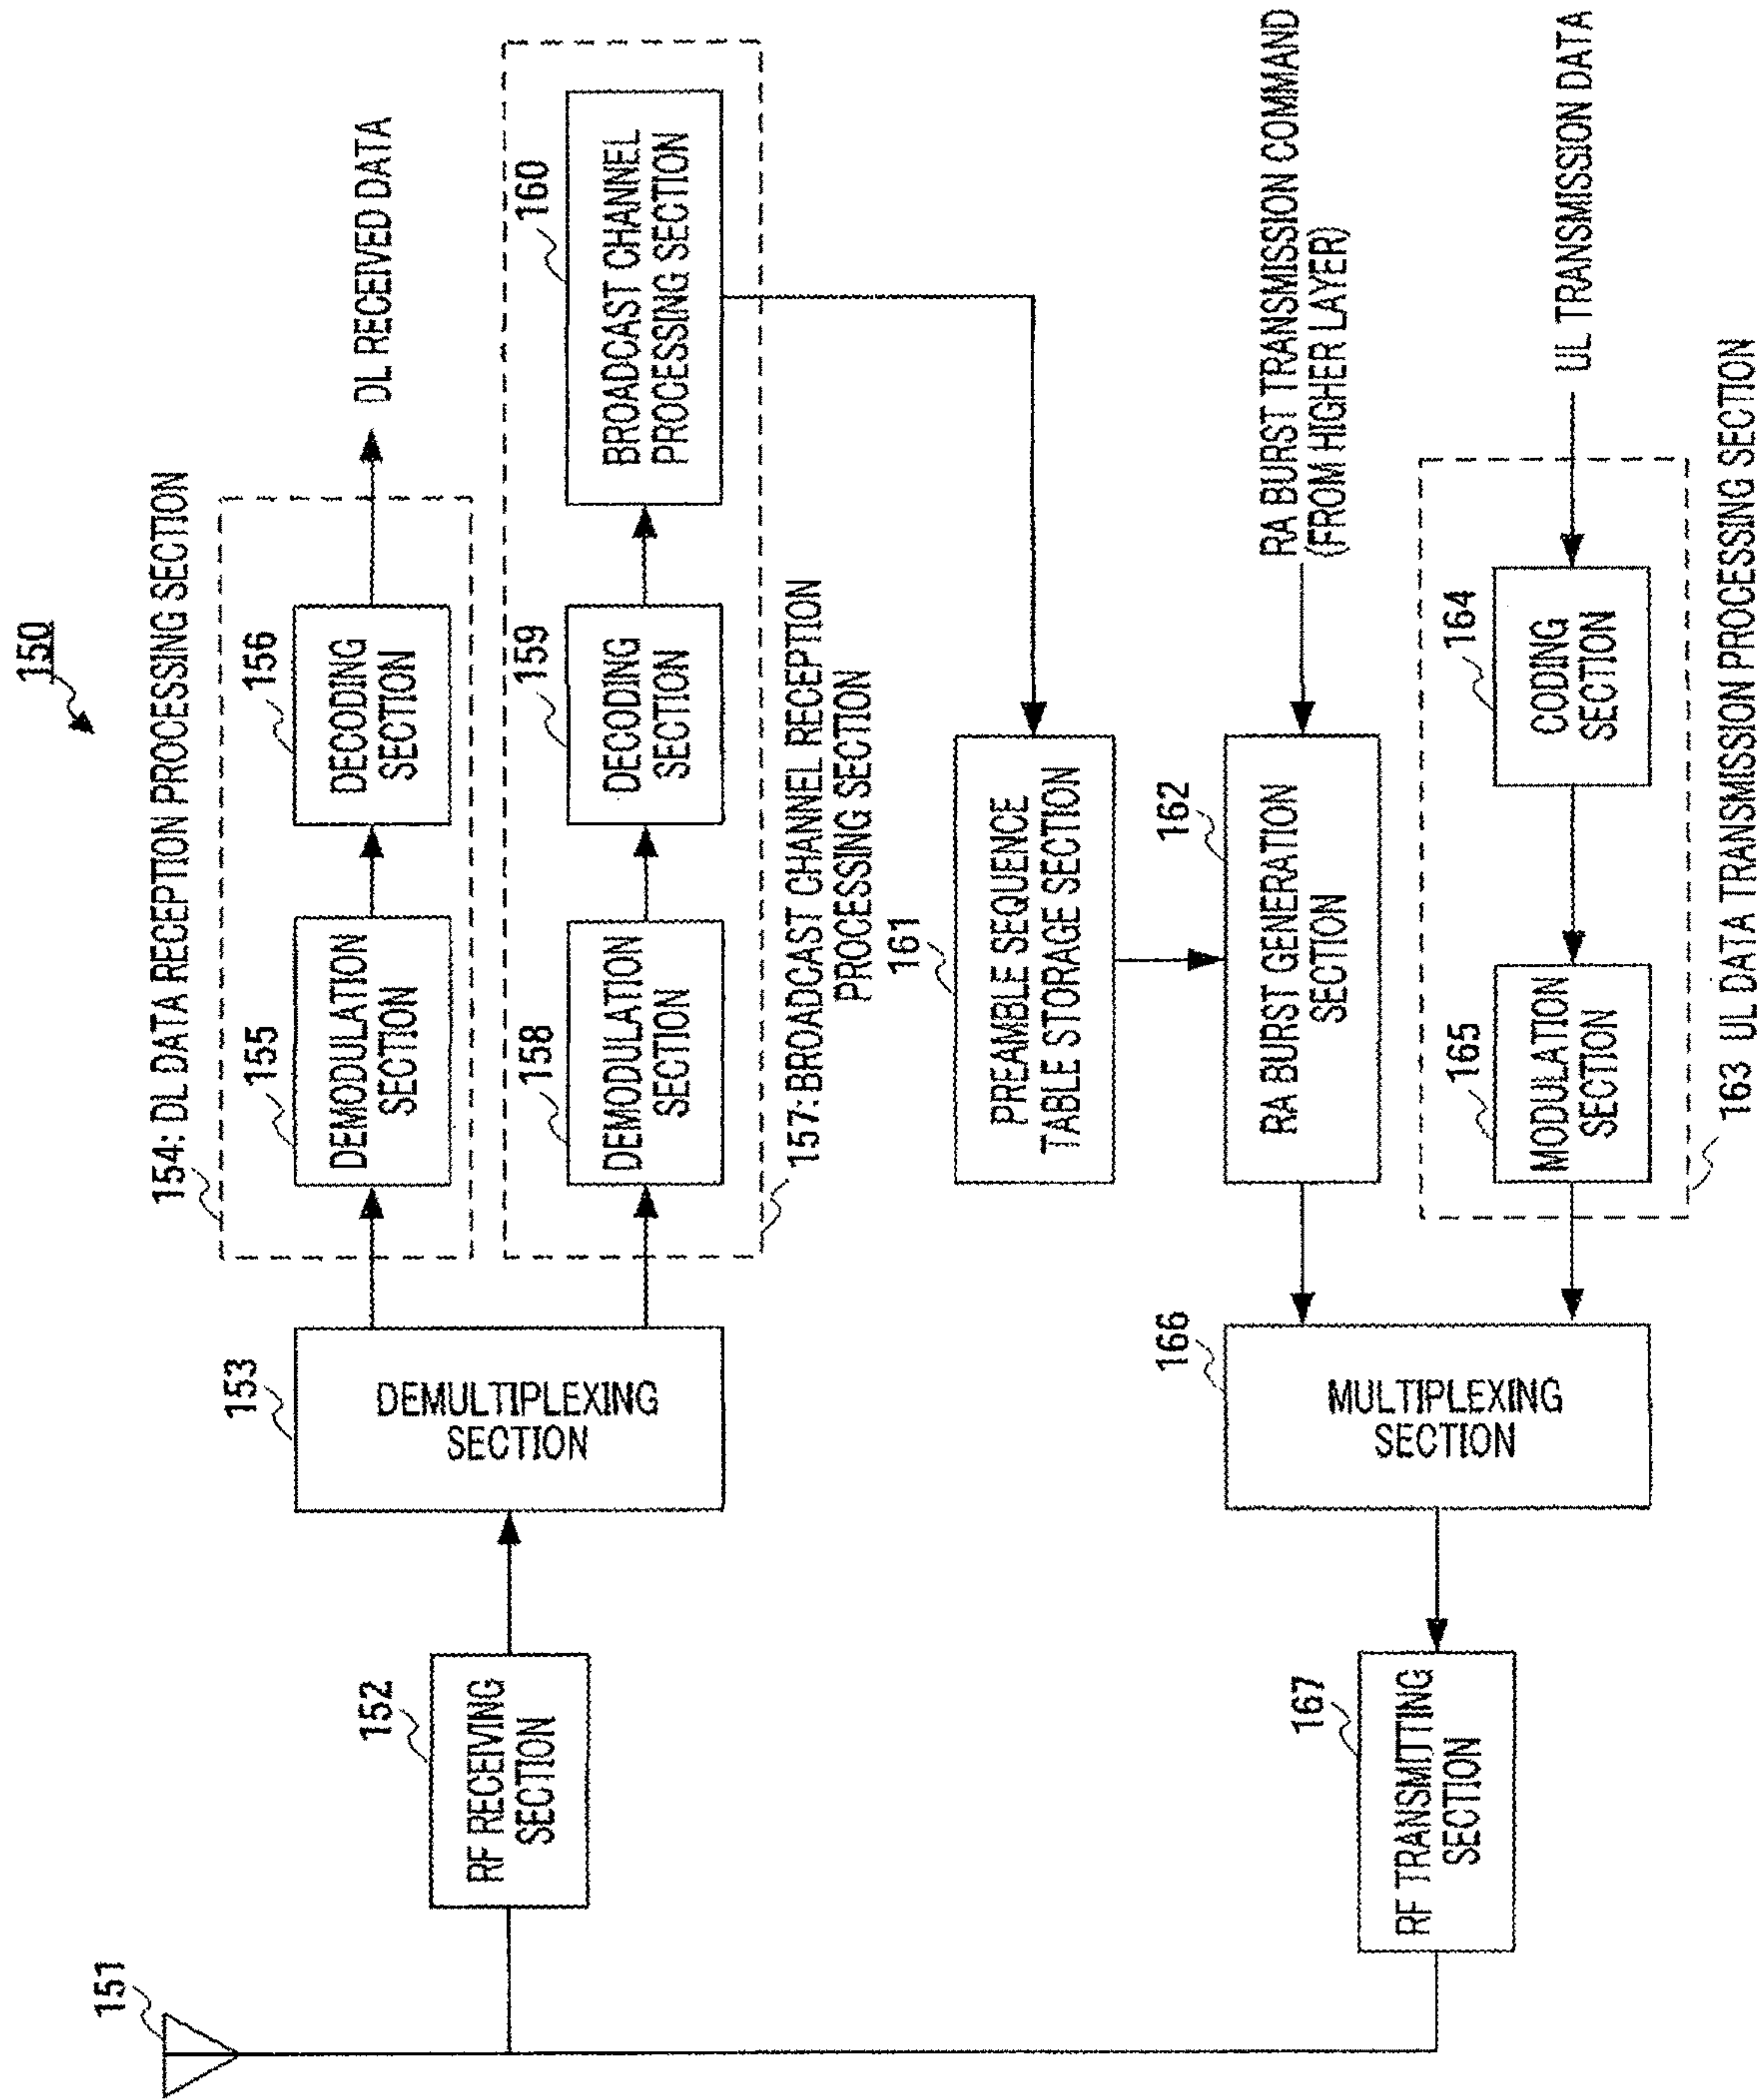 150
154: DL DATA RECEPTION PROCESSING SECTION
151
152
RF RECEIVING
SECTION
153
DEMULTIPLEXING
SECTION
155
DEMODULATION
SECTION
156
DECODING
SECTION
DL RECEIVED DATA
158
DEMODULATION
SECTION
159
DECODING
SECTION
160
BROADCAST CHANNEL
PROCESSING SECTION
157: BROADCAST CHANNEL RECEPTION
PROCESSING SECTION
161
PREAMBLE SEQUENCE
TABLE STORAGE SECTION
162
RA BURST GENERATION
SECTION
RA BURST TRANSMISSION COMMAND
(FROM HIGHER LAYER)
167
RF TRANSMITTING
SECTION
166
MULTIPLEXING
SECTION
165
MODULATION
SECTION
164
CODING
SECTION
UL TRANSMISSION DATA
163 UL DATA TRANSMISSION PROCESSING SECTION